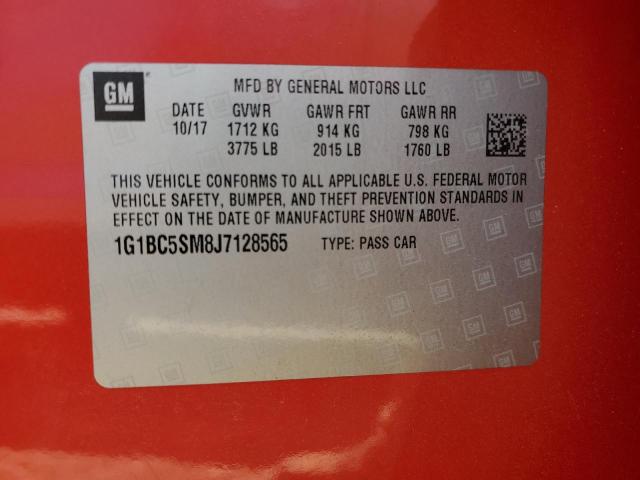 GM
MFD BY GENERAL MOTORS LLC
DATE GVWR GAWR FRT GAWR RR
10/17 1712 KG 914 KG 798 KG
3775 LB 2015 LB 1760 LB
THIS VEHICLE CONFORMS TO ALL APPLICABLE U.S. FEDERAL MOTOR
VEHICLE SAFETY, BUMPER, AND THEFT PREVENTION STANDARDS IN
EFFECT ON THE DATE OF MANUFACTURE SHOWN ABOVE.
1G1BC5SM8J7128565 TYPE: PASS CAR